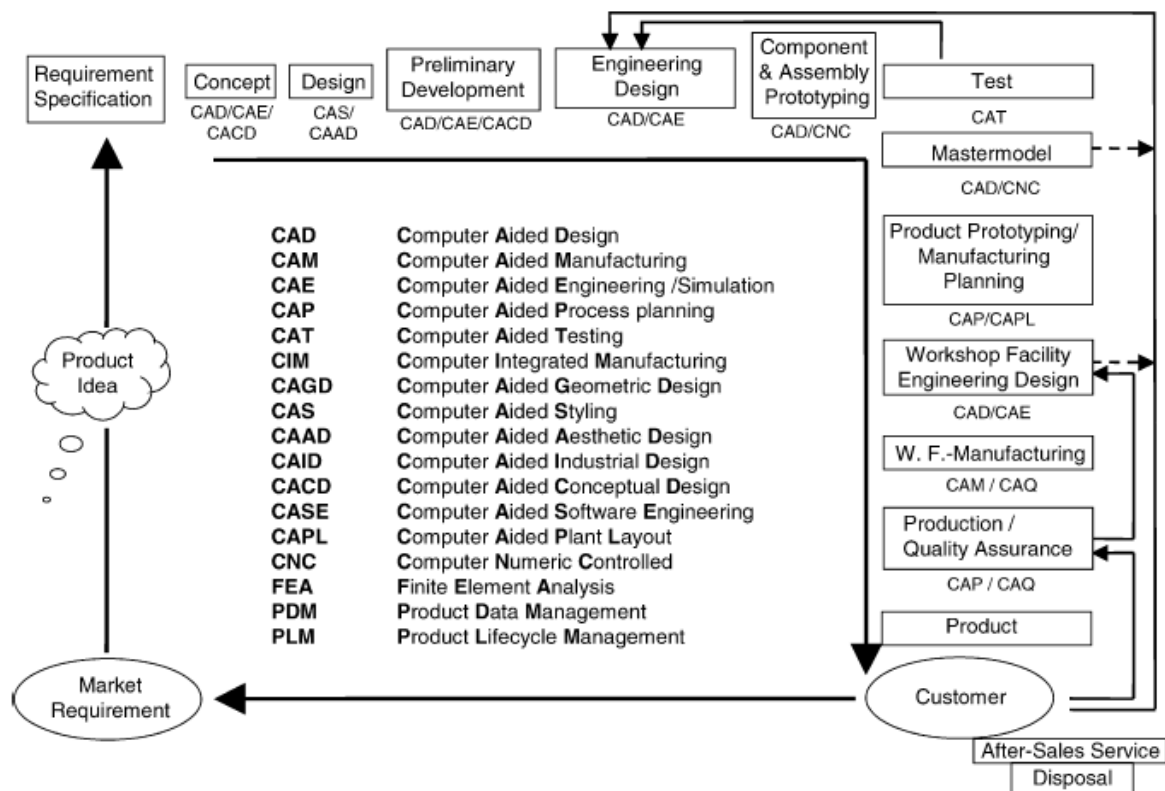 Requirement
Specification
Concept
CAD/CAE/
CACD
Design
CAS/
CAAD
Preliminary
Development
CAD/CAE/CACD
Engineering
Design
CAD/CAE
Component
& Assembly
Prototyping
CAD/CNC
Test
CAT
Mastermodel
CAD/CNC
Product Prototyping/
Manufacturing
Planning
CAP/CAPL
Workshop Facility
Engineering Design
CAD/CAE
W. F.-Manufacturing
CAM / CAQ
Production /
Quality Assurance
CAP / CAQ
Product
CAD Computer Aided Design
CAM Computer Aided Manufacturing
CAE Computer Aided Engineering /Simulation
CAP Computer Aided Process planning
CAT Computer Aided Testing
CIM Computer Integrated Manufacturing
CAGD Computer Aided Geometric Design
CAS Computer Aided Styling
CAAD Computer Aided Aesthetic Design
CAID Computer Aided Industrial Design
CACD Computer Aided Conceptual Design
CASE Computer Aided Software Engineering
CAPL Computer Aided Plant Layout
CNC Computer Numeric Controlled
FEA Finite Element Analysis
PDM Product Data Management
PLM Product Lifecycle Management
Product
Idea
Market
Requirement
Customer
After-Sales Service
Disposal